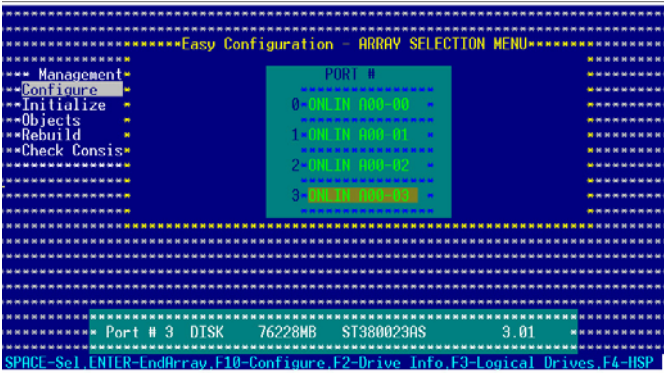 Easy Configuration - ARRAY SELECTION MENU
Management
Configure
Initialize
Objects
Rebuild
Check Consis
PORT #
0 ONLIN A00-00
1 ONLIN A00-01
2 ONLIN A00-02
3 ONLIN A00-03
Port # 3 DISK 76228MB ST380023AS 3.01
SPACE-Sel,ENTER-EndArray,F10-Configure,F2-Drive Info,F3-Logical Drives,F4-HSP